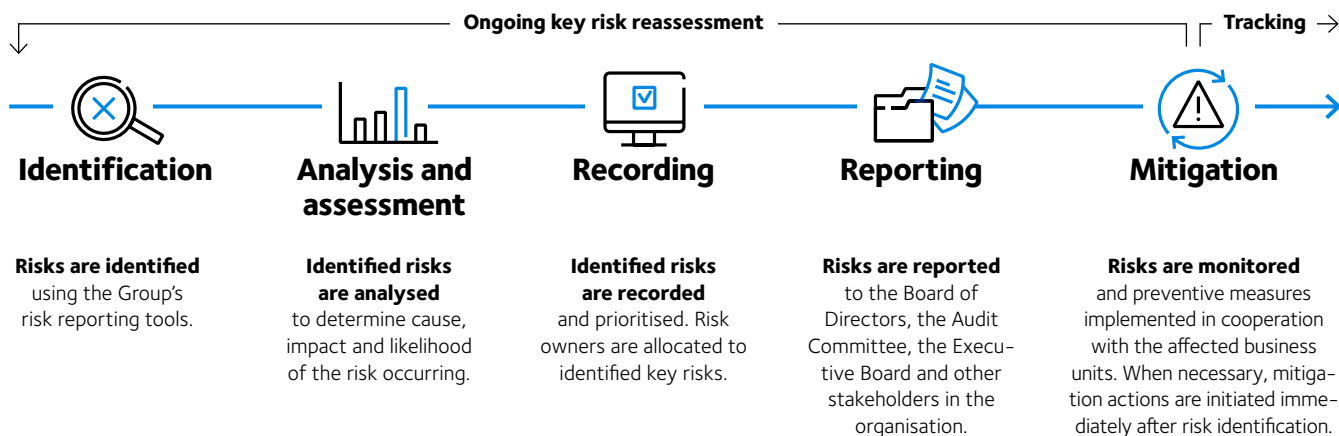 Ongoing key risk reassessment
Tracking
Identification
Analysis and
assessment
Recording
Reporting
Mitigation
Risks are identified
using the Group's
risk reporting tools.
Identified risks
are analysed
to determine cause,
impact and likelihood
of the risk occurring.
Identified risks
are recorded
and prioritised. Risk
owners are allocated to
identified key risks.
Risks are reported
to the Board of
Directors, the Audit
Committee, the Execu-
tive Board and other
stakeholders in the
organisation.
Risks are monitored
and preventive measures
implemented in cooperation
with the affected business
units. When necessary, mitiga-
tion actions are initiated imme-
diately after risk identification.